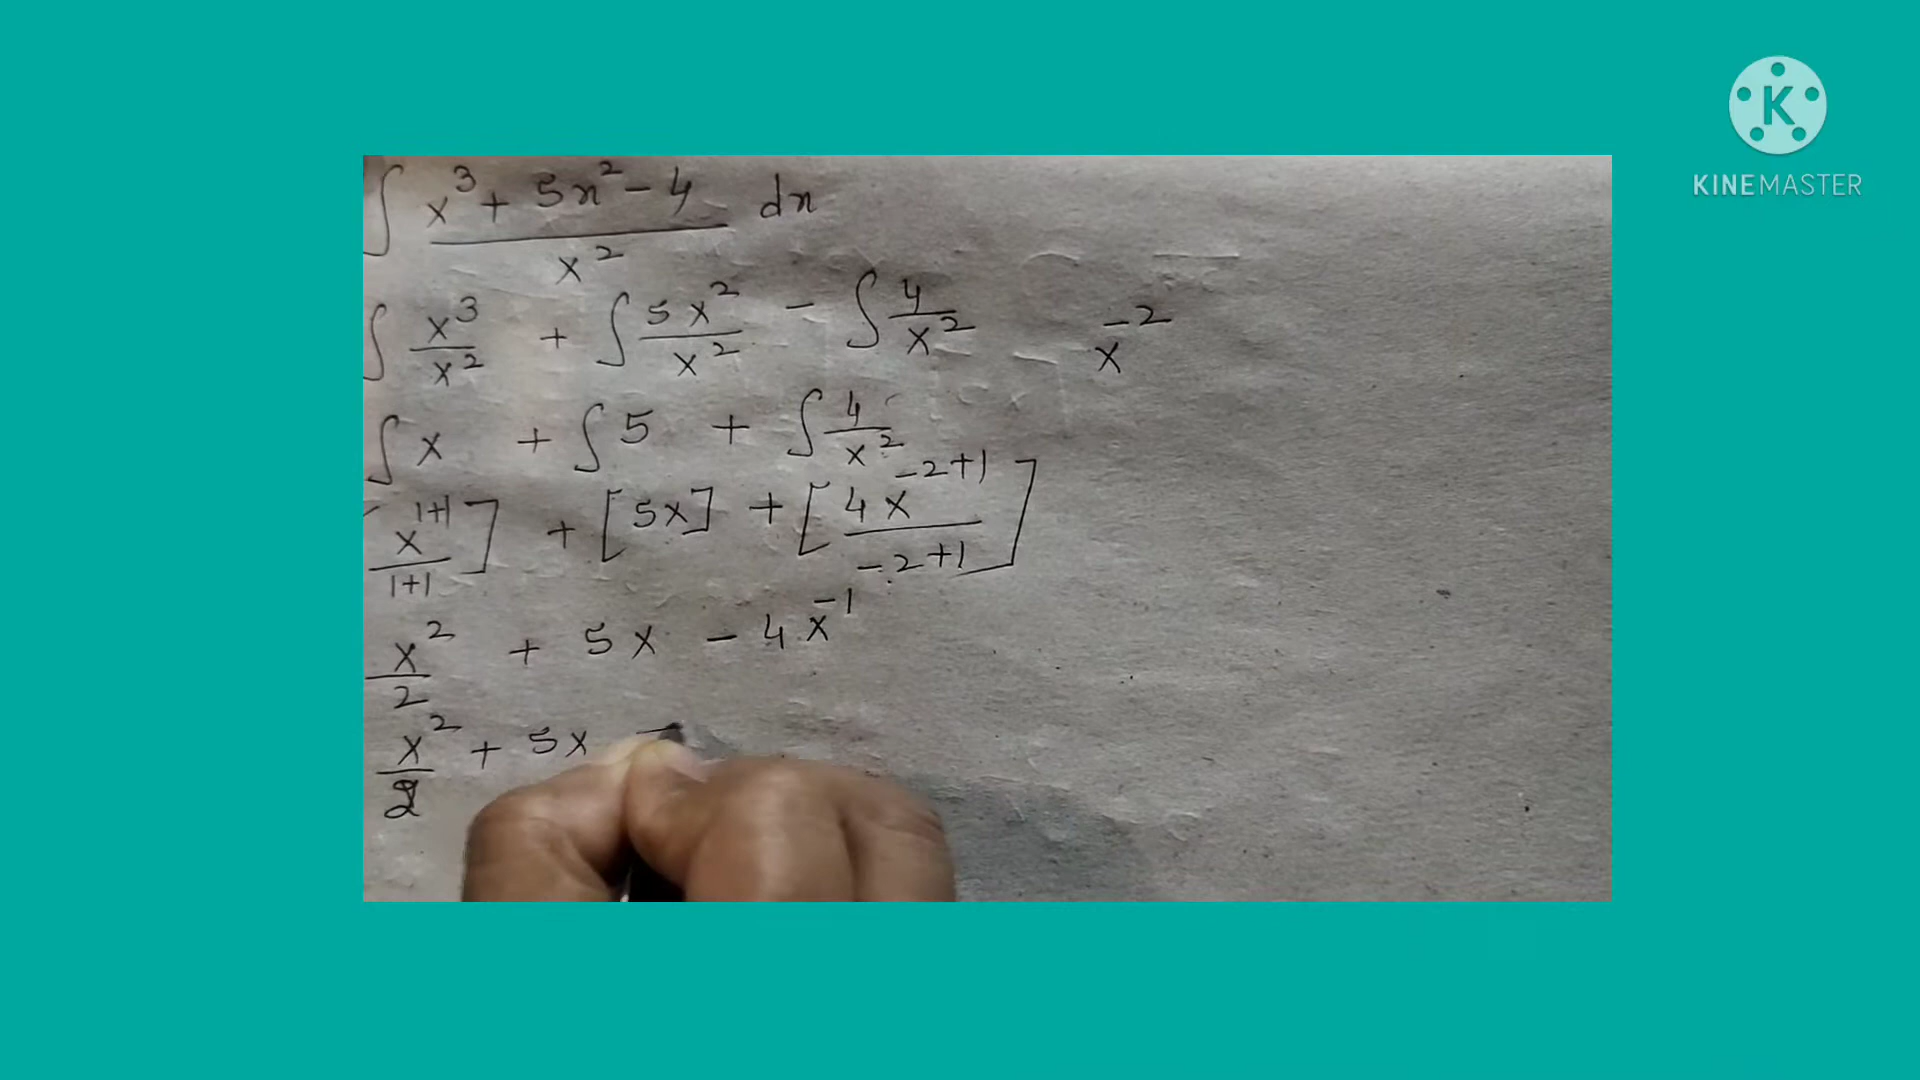 ∫ x³ + 5x² - 4 / x² dx
∫ x³/x² + ∫ 5x²/x² - ∫ 4/x² x⁻²
∫ x + ∫ 5 + ∫ 4/x²
x¹⁺¹/1+1] + [5x] + [4x⁻²⁺¹/-2+1]
x²/2 + 5x - 4x⁻¹
x²/2 + 5x -
K
KINEMASTER